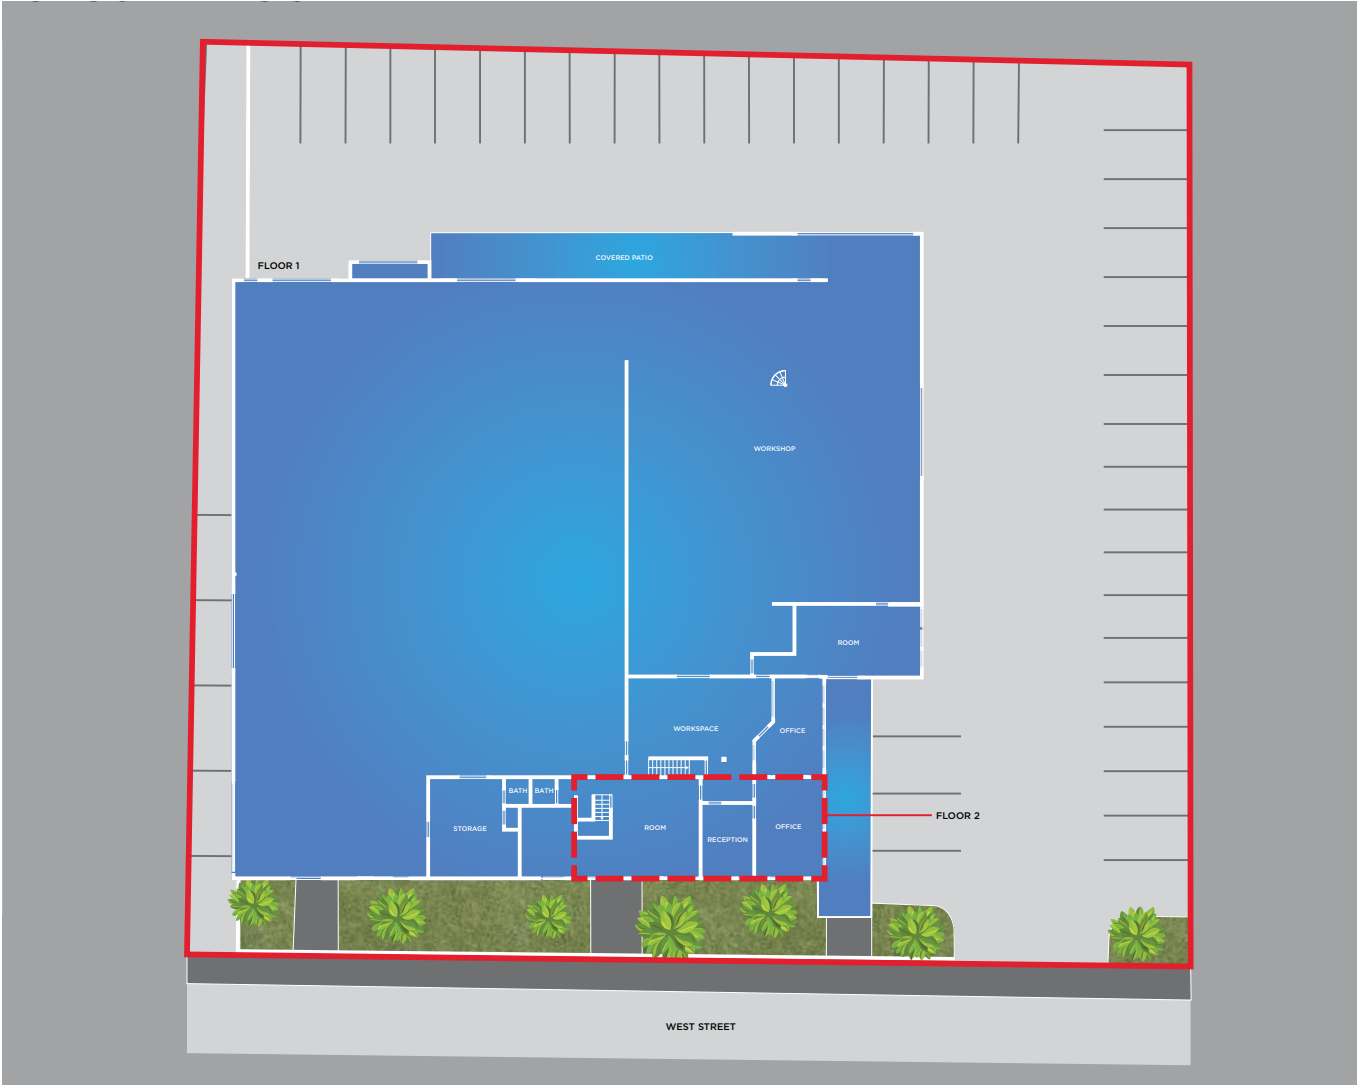 COVERED PATIO
FLOOR 1
WORKSHOP
ROOM
WORKSPACE
OFFICE
BATH
BATH
STORAGE
ROOM
RECEPTION
OFFICE
FLOOR 2
WEST STREET